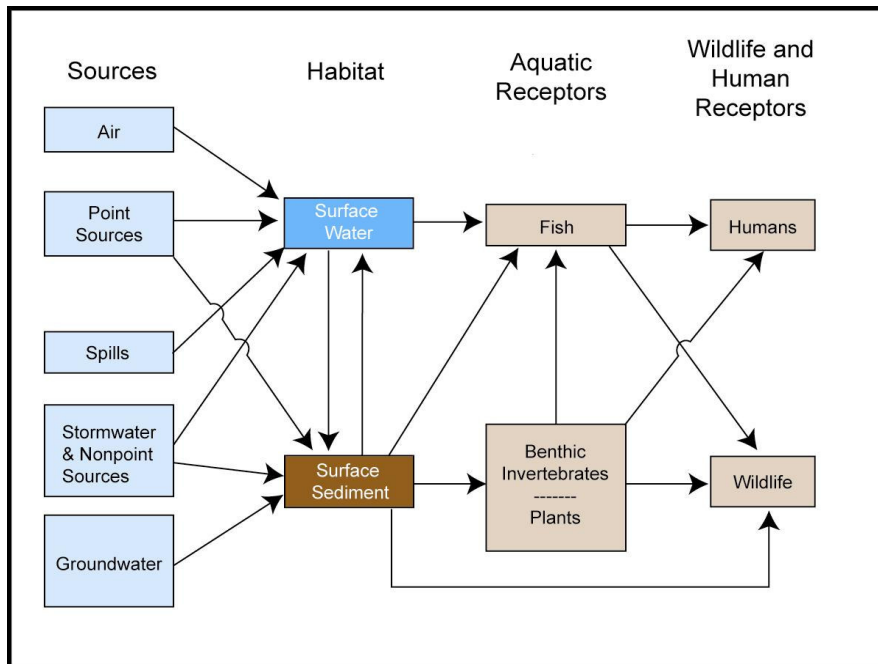 Sources
Habitat
Aquatic
Receptors
Wildlife and
Human
Receptors
Air
Point
Sources
Spills
Stormwater
& Nonpoint
Sources
Groundwater
Surface
Water
Surface
Sediment
Fish
Benthic
Invertebrates
-------
Plants
Humans
Wildlife